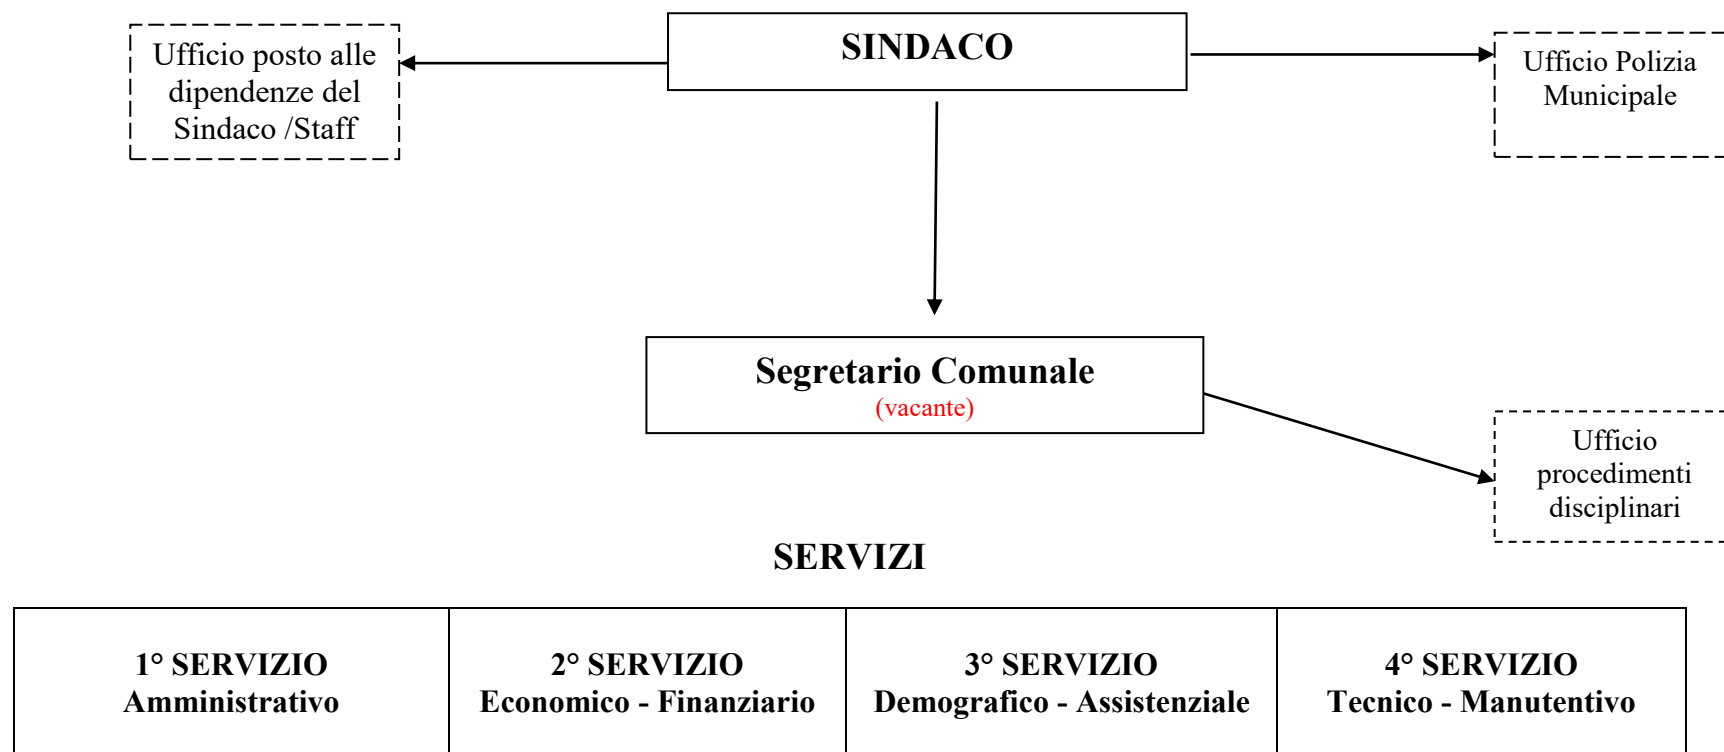 Ufficio posto alle
dipendenze del
Sindaco /Staff
SINDACO
Ufficio Polizia
Municipale
Segretario Comunale
(vacante)
Ufficio
procedimenti
disciplinari
SERVIZI
1° SERVIZIO
Amministrativo
2° SERVIZIO
Economico - Finanziario
3° SERVIZIO
Demografico - Assistenziale
4° SERVIZIO
Tecnico - Manutentivo